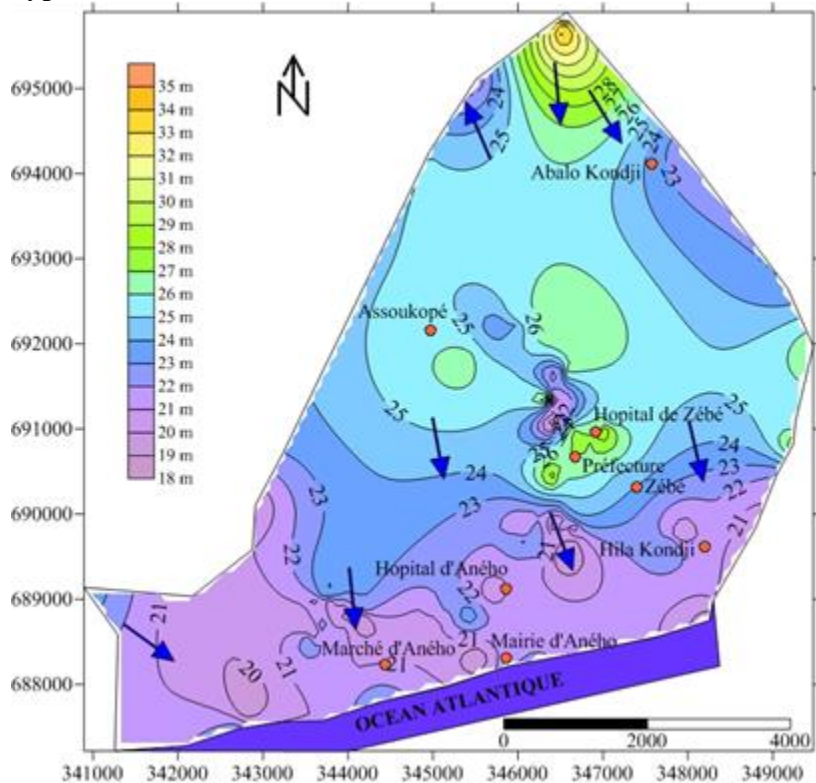 695000
694000
693000
692000
691000
690000
689000
688000
35 m
34 m
33 m
32 m
31 m
30 m
29 m
28 m
27 m
26 m
25 m
24 m
23 m
22 m
21 m
20 m
19 m
18 m
N
24
25
28
26
25
24
23
Abalo Kondji
Assoukopé
25
26
25
25
Hopital de Zébé
Préfecture
Zébé
24
24
23
23
23
22
22
21
21
Hila Kondji
Hopital d'Aného
22
21
21
20
21
Marché d'Aného
21
Mairie d'Aného
OCEAN ATLANTIQUE
0
2000
4000
341000 342000 343000 344000 345000 346000 347000 348000 349000